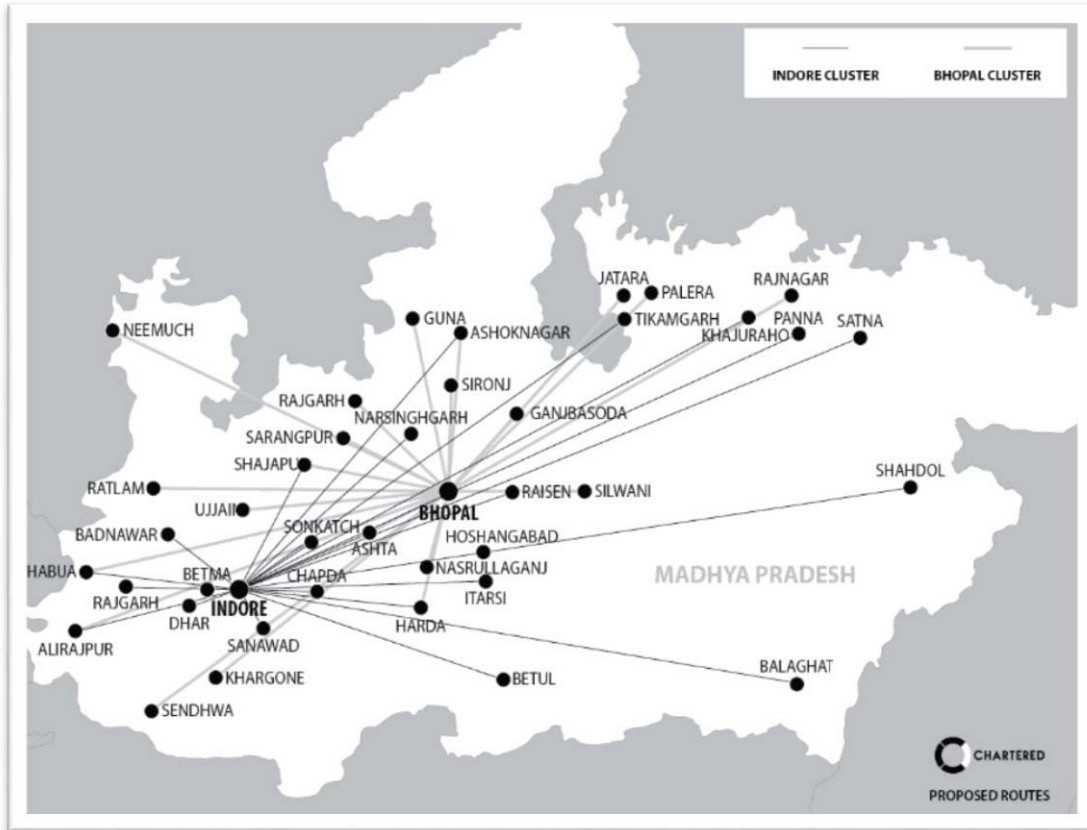 INDORE CLUSTER
BHOPAL CLUSTER
JATARA
PALERA
RAJNAGAR
NEEMUCH
GUNA
ASHOKNAGAR
TIKAMGARH
KHAJURAHO
PANNA
SATNA
SIRONJ
RAJGARH
NARSINGHGARH
GANJBASODA
SARANGPUR
SHAJAPU
RATLAM
RAISEN
SILWANI
SHAHDOL
UJJAIN
BHOPAL
BADNAWAR
SONKATCH
ASHTA
HOSHANGABAD
HABUA
BETMA
CHAPDA
NASRULLAGANJ
MADHYA PRADESH
RAJGARH
INDORE
ITARSI
DHAR
HARDA
ALIRAJPUR
SANAWAD
BALAGHAT
KHARGONE
BETUL
SENDHWA
CHARTERED
PROPOSED ROUTES